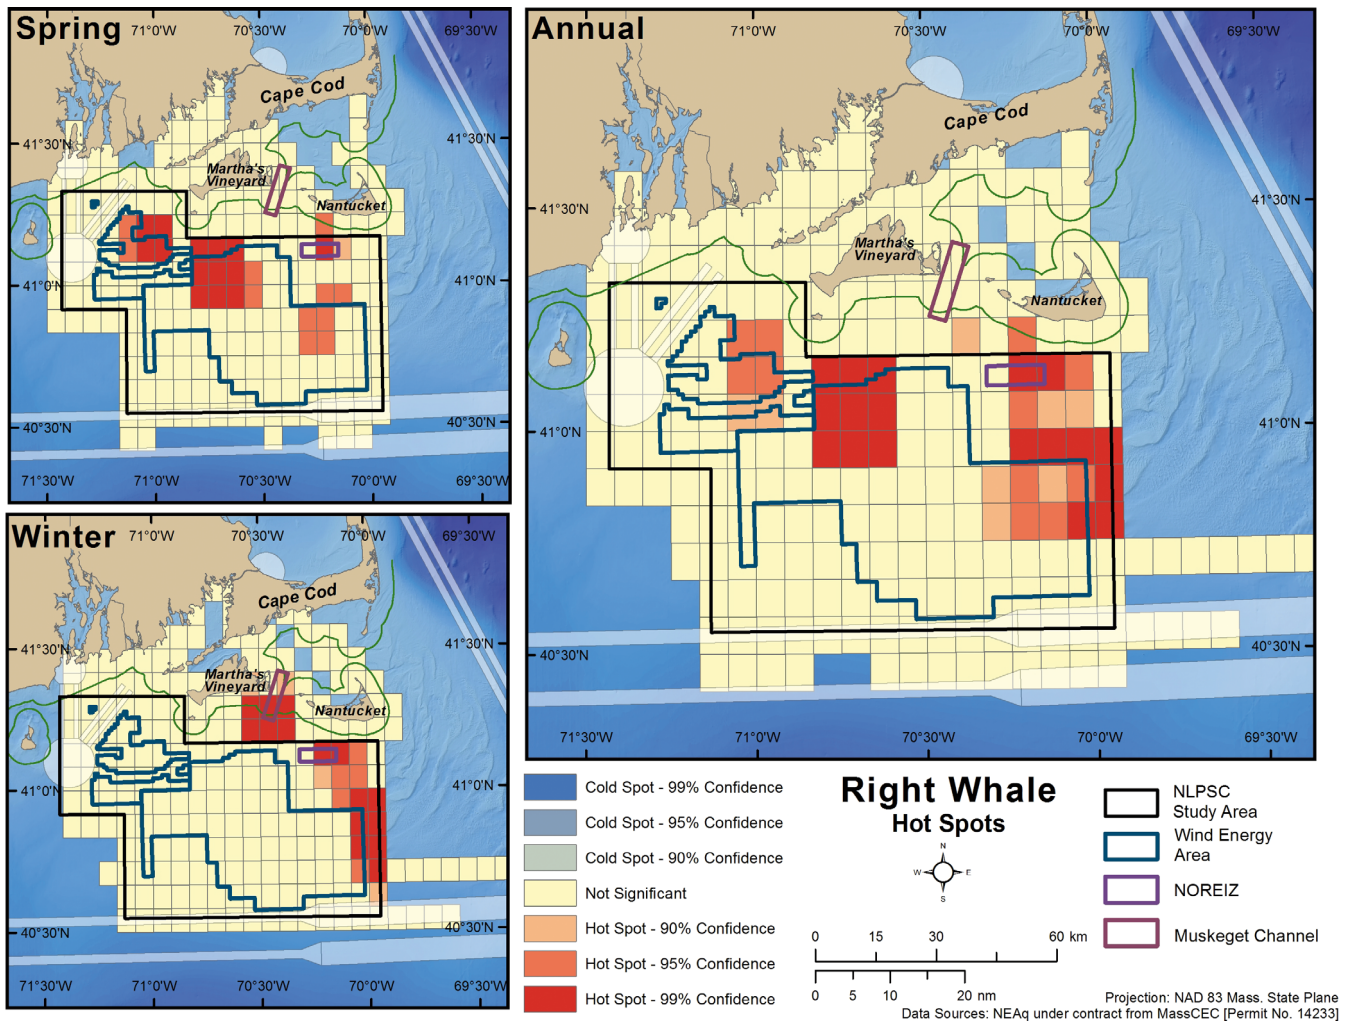 Spring
71°0'W
70°30'W
70°0'W
69°30'W
Cape Cod
41°30'N
41°30'N
Martha's
Vineyard
Nantucket
41°0'N
41°0'N
40°30'N
40°30'N
71°30'W
71°0'W
70°30'W
70°0'W
69°30'W
Annual
71°0'W
70°30'W
70°0'W
69°30'W
Cape Cod
41°30'N
41°30'N
Martha's
Vineyard
Nantucket
41°0'N
41°0'N
40°30'N
40°30'N
71°30'W
71°0'W
70°30'W
70°0'W
69°30'W
Winter
71°0'W
70°30'W
70°0'W
69°30'W
Cape Cod
41°30'N
41°30'N
Martha's
Vineyard
Nantucket
41°0'N
41°0'N
40°30'N
40°30'N
71°30'W
71°0'W
70°30'W
70°0'W
69°30'W
Cold Spot - 99% Confidence
Cold Spot - 95% Confidence
Cold Spot - 90% Confidence
Not Significant
Hot Spot - 90% Confidence
Hot Spot - 95% Confidence
Hot Spot - 99% Confidence
Right Whale
Hot Spots
N
W E
S
0 15 30 60 km
0 5 10 20 nm
NLPSC
Study Area
Wind Energy
Area
NOREIZ
Muskeget Channel
Projection: NAD 83 Mass. State Plane
Data Sources: NEAq under contract from MassCEC [Permit No. 14233]